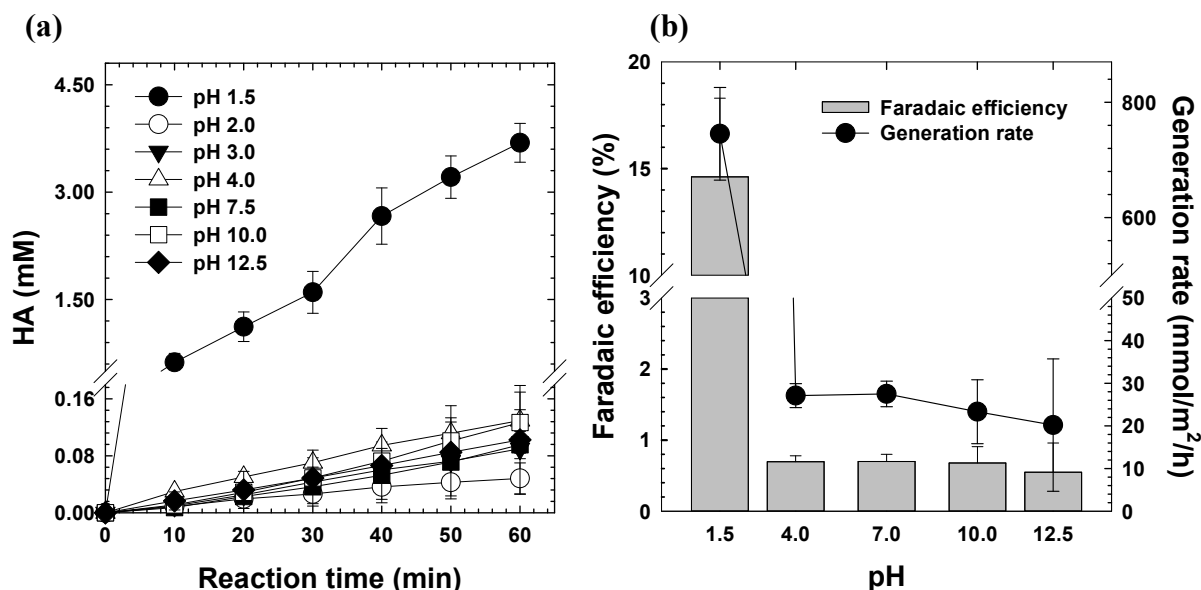 (a)
HA (mM)
4.50
3.00
1.50
0.16
0.08
0.00
pH 1.5
pH 2.0
pH 3.0
pH 4.0
pH 7.5
pH 10.0
pH 12.5
0 10 20 30 40 50 60
Reaction time (min)
(b)
Faradaic efficiency (%)
20
15
10
3
2
1
0
Faradaic efficiency
Generation rate
1.5 4.0 7.0 10.0 12.5
pH
800
600
50
40
30
20
10
0
Generation rate (mmol/m²/h)